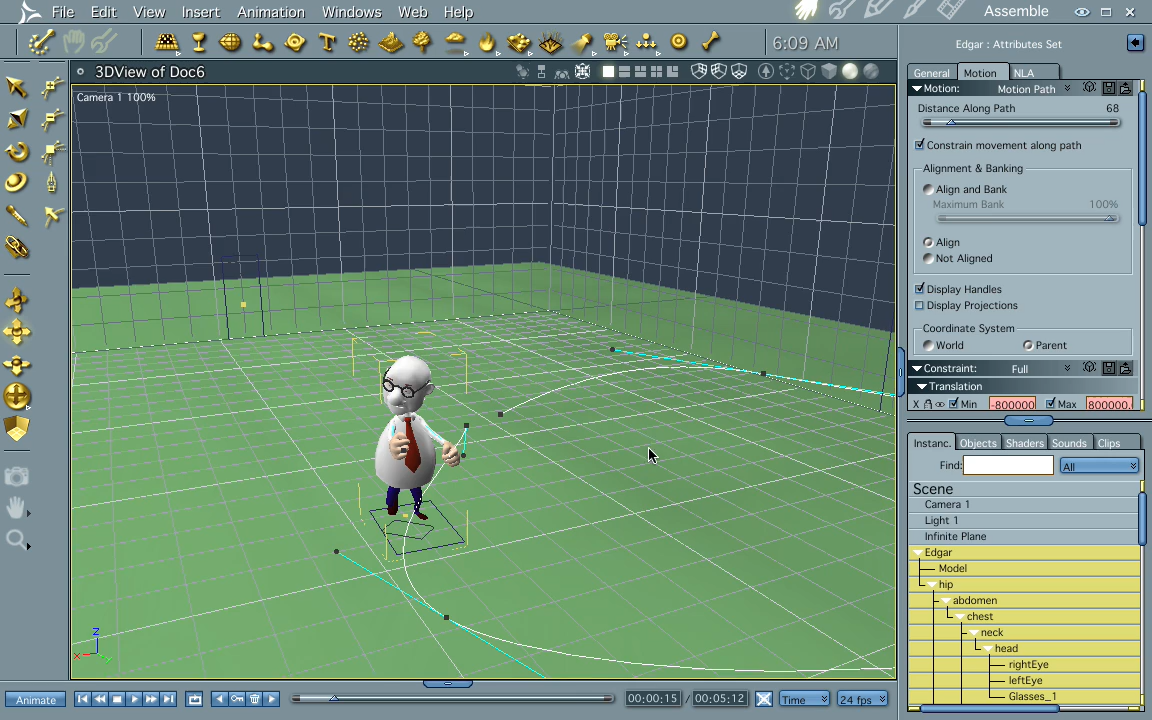 File Edit View Insert Animation Windows Web Help Assemble
6:09 AM
Edgar : Attributes Set
3DView of Doc6
General Motion NLA
Camera 1 100%
Motion: Motion Path
Distance Along Path 68
Constrain movement along path
Alignment & Banking
Align and Bank
Maximum Bank 100%
Align
Not Aligned
Display Handles
Display Projections
Coordinate System
World Parent
Constraint: Full
Translation
X Min -800000 Max 800000.
Instanc. Objects Shaders Sounds Clips
Find: All
Scene
Camera 1
Light 1
Infinite Plane
Edgar
Model
hip
abdomen
chest
neck
head
rightEye
leftEye
Glasses_1
Z
X
Y
Animate 00:00:15 / 00:05:12 Time 24 fps